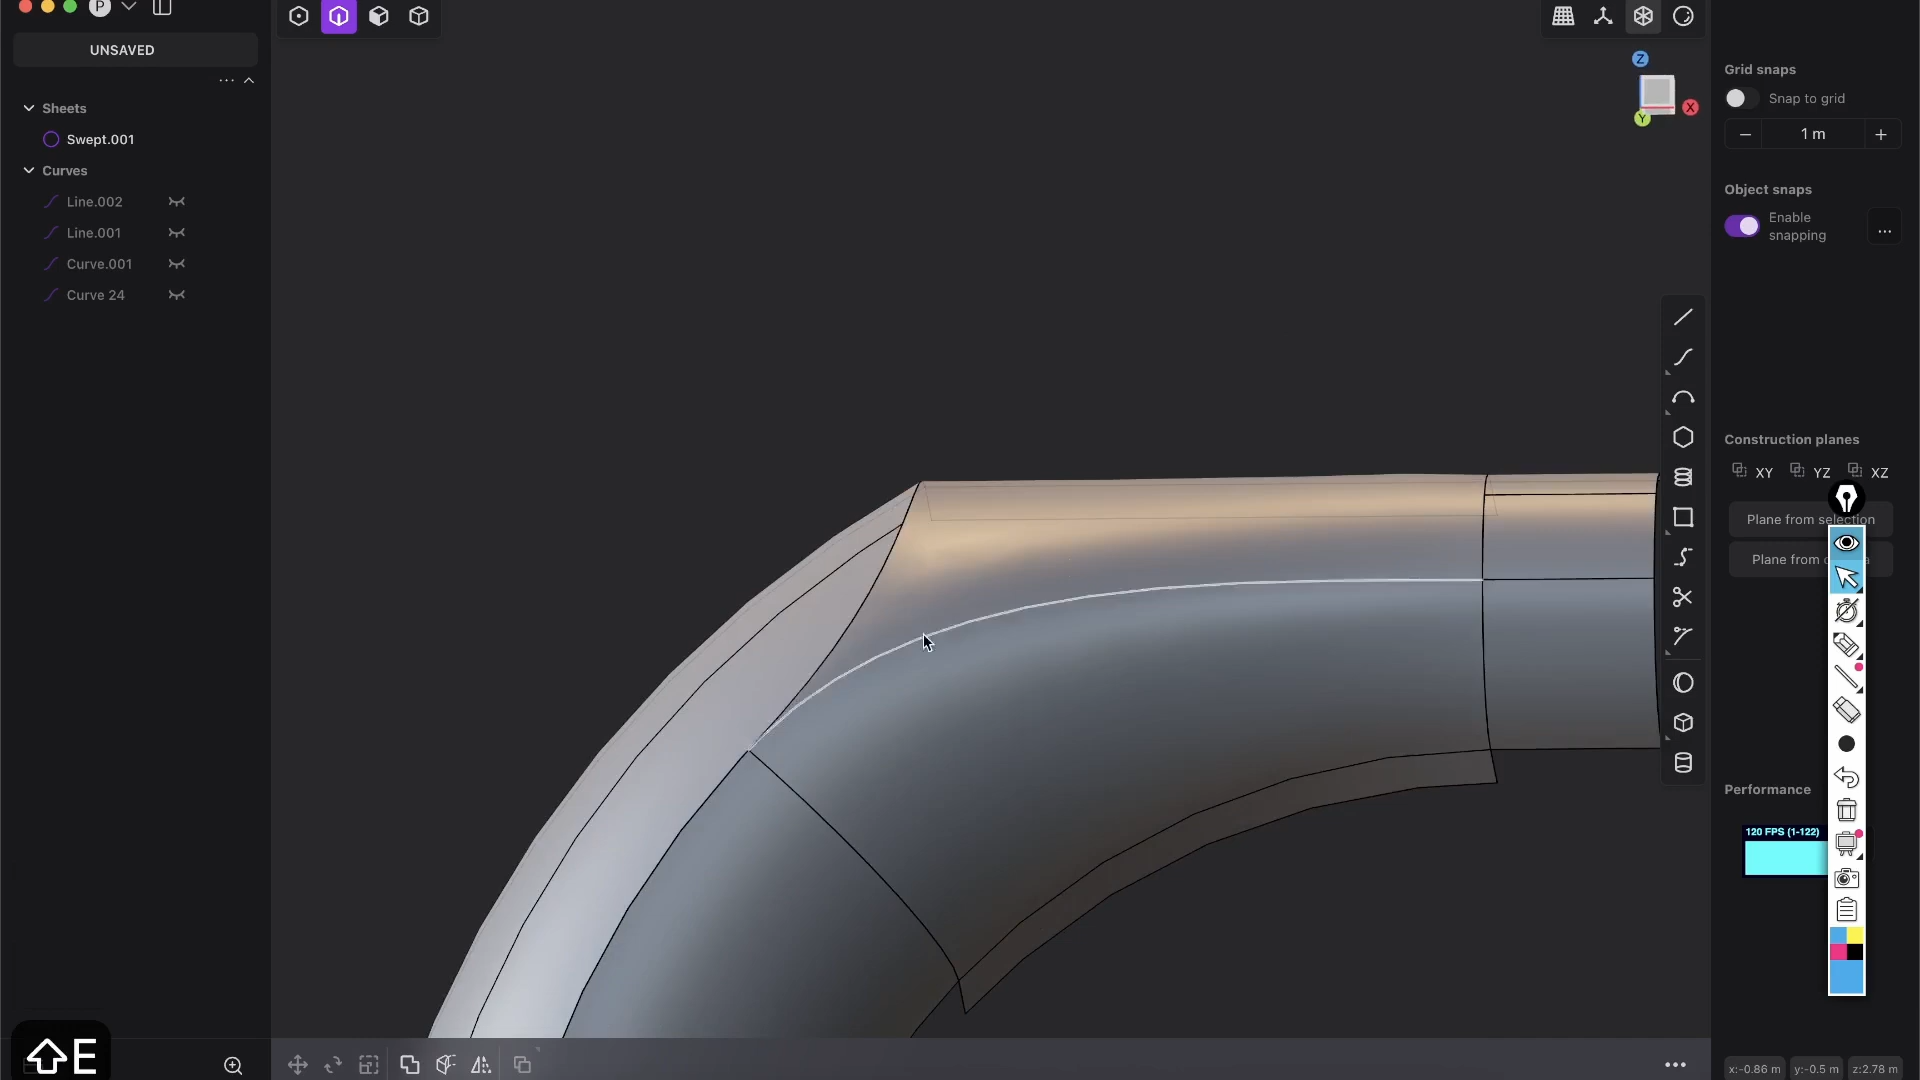 P
UNSAVED
Sheets
Swept.001
Curves
Line.002
Line.001
Curve.001
Curve 24
Z
X
Y
Grid snaps
Snap to grid
1 m
Object snaps
Enable
snapping
...
Construction planes
XY YZ XZ
Plane from selection
Plane from
Performance
120 FPS (1-122)
E
x:-0.86 m y:-0.5 m z:2.78 m